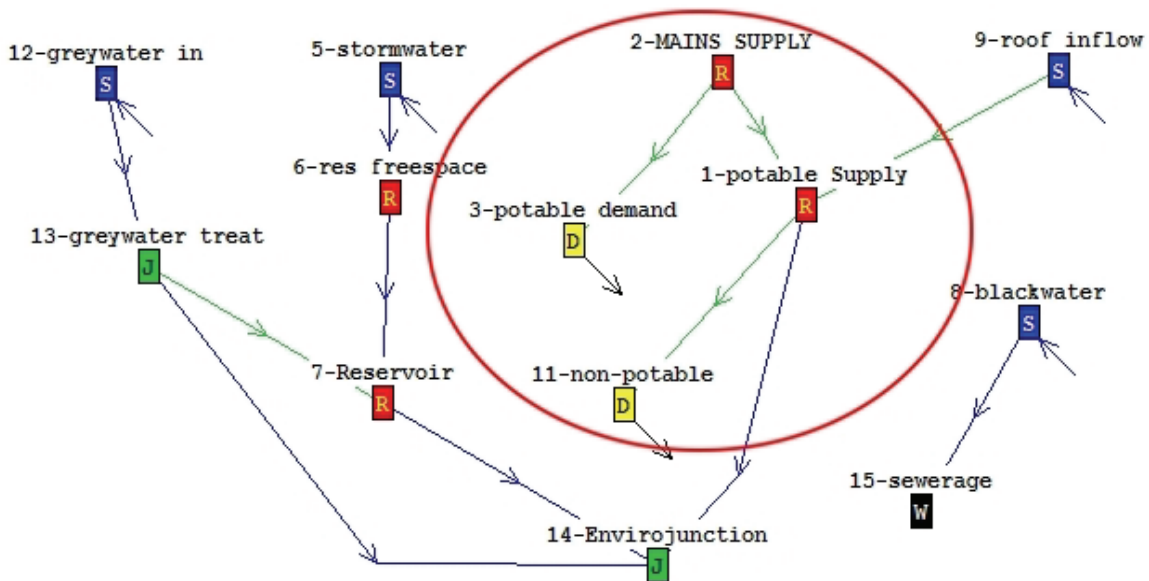 12-greywater in
S
5-stormwater
S
2-MAINS SUPPLY
R
9-roof inflow
S
6-res freespace
R
1-potable Supply
R
3-potable demand
D
13-greywater treat
J
8-blackwater
S
7-Reservoir
R
11-non-potable
D
15-sewerage
W
14-Envirojunction
J